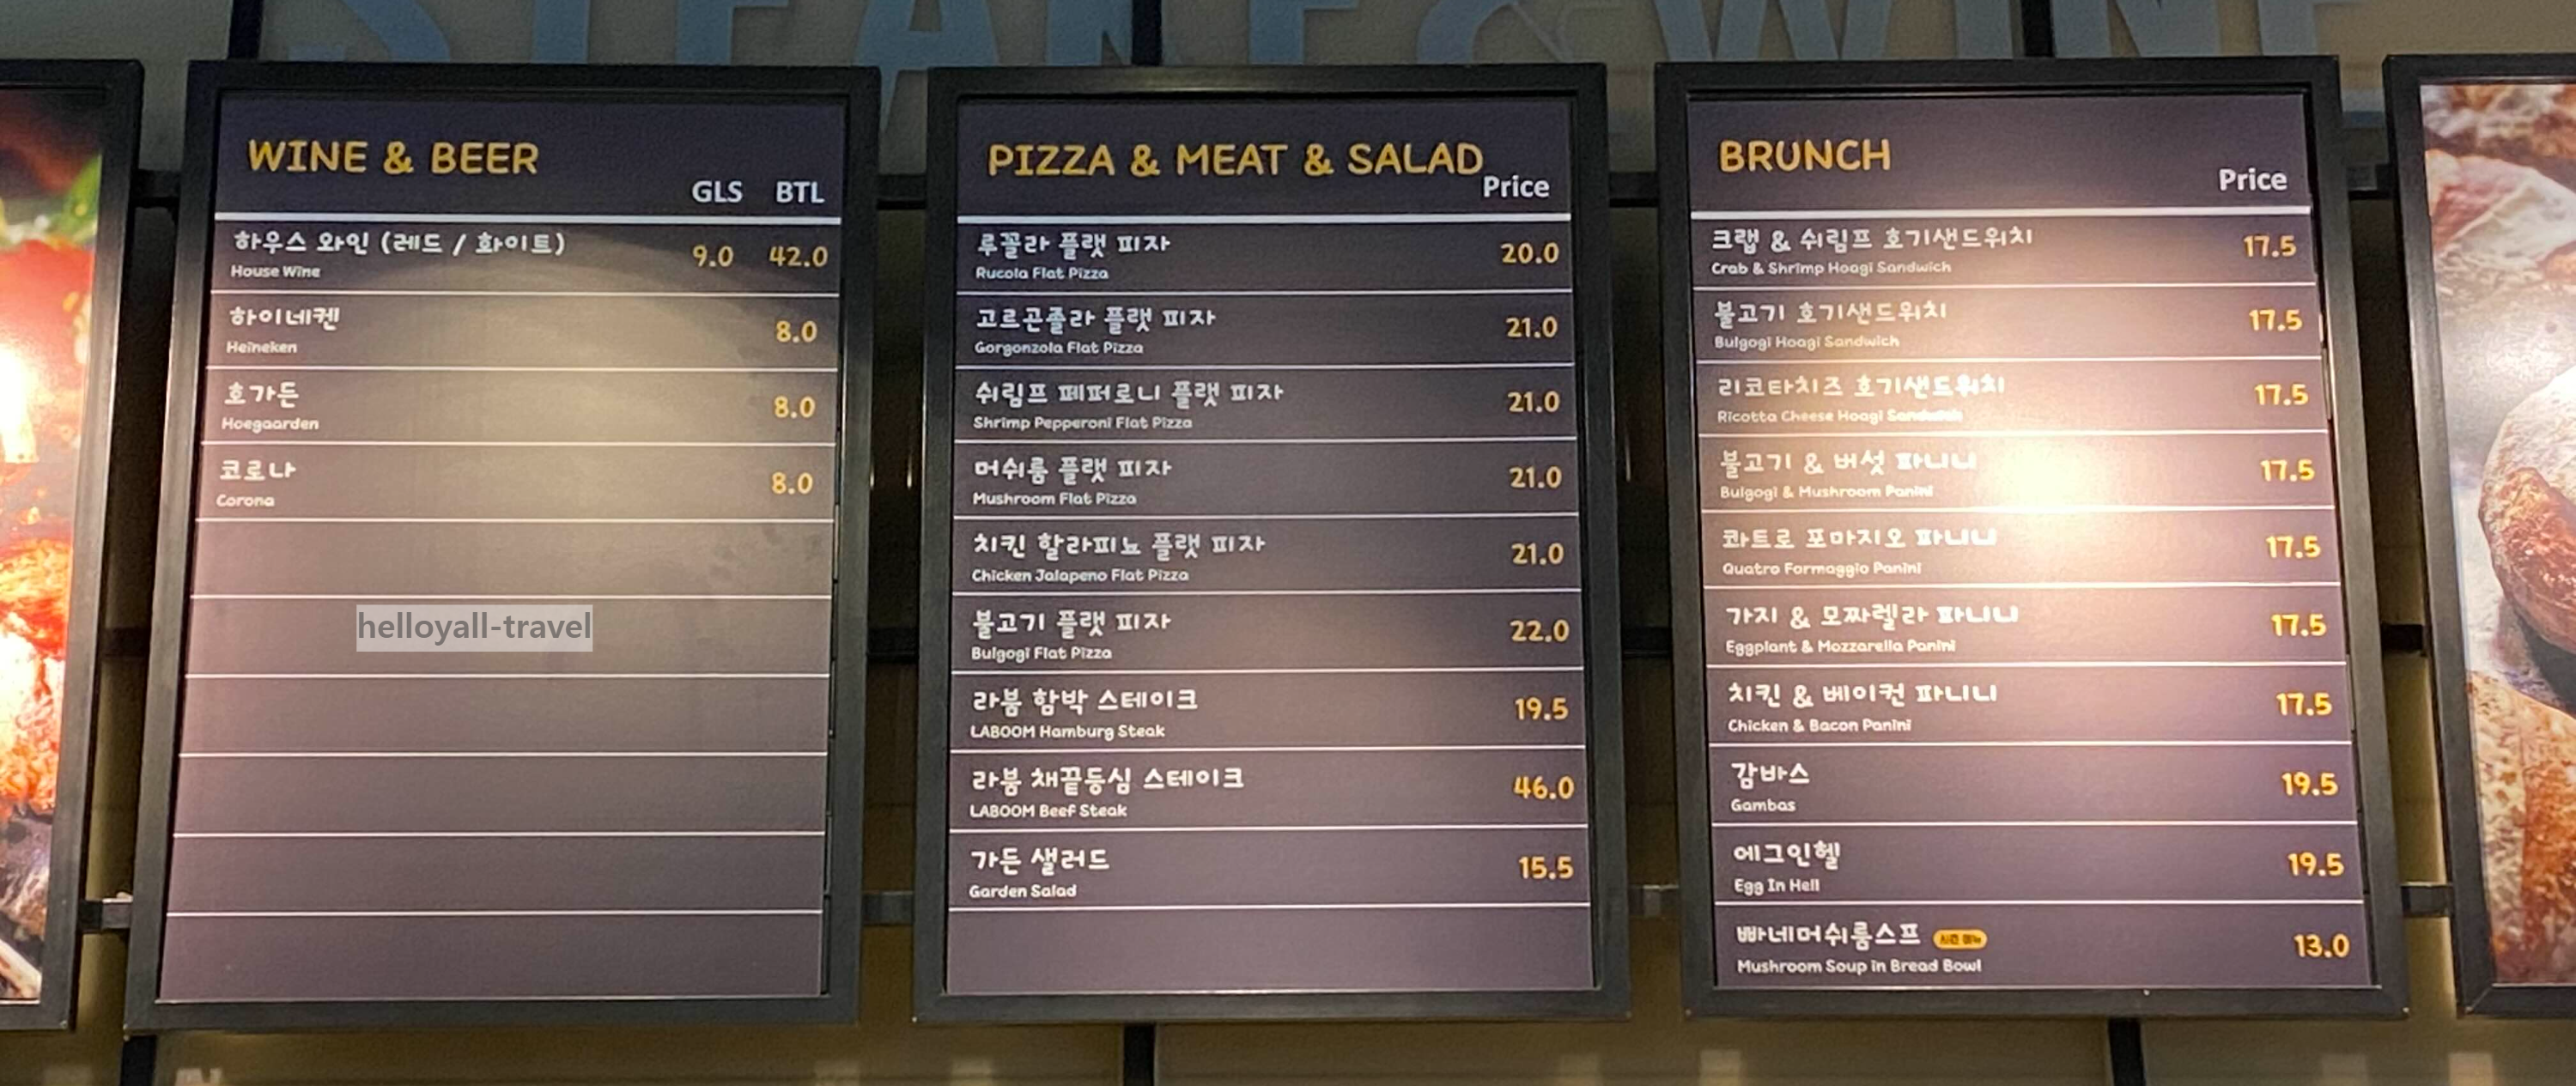 STEAK & WINE
WINE & BEER
GLS BTL
하우스 와인 (레드 / 화이트) 9.0 42.0
House Wine
하이네켄 8.0
Heineken
호가든 8.0
Hoegaarden
코로나 8.0
Corona
helloyall-travel
PIZZA & MEAT & SALAD
Price
루꼴라 플랫 피자 20.0
Rucola Flat Pizza
고르곤졸라 플랫 피자 21.0
Gorgonzola Flat Pizza
쉬림프 페퍼로니 플랫 피자 21.0
Shrimp Pepperoni Flat Pizza
머쉬룸 플랫 피자 21.0
Mushroom Flat Pizza
치킨 할라피뇨 플랫 피자 21.0
Chicken Jalapeno Flat Pizza
불고기 플랫 피자 22.0
Bulgogi Flat Pizza
라붐 함박 스테이크 19.5
LABOOM Hamburg Steak
라붐 채끝등심 스테이크 46.0
LABOOM Beef Steak
가든 샐러드 15.5
Garden Salad
BRUNCH
Price
크랩 & 쉬림프 호기샌드위치 17.5
Crab & Shrimp Hoagi Sandwich
불고기 호기샌드위치 17.5
Bulgogi Hoagi Sandwich
리코타치즈 호기샌드위치 17.5
Ricotta Cheese Hoagi Sandwich
불고기 & 버섯 파니니 17.5
Bulgogi & Mushroom Panini
콰트로 포마지오 파니니 17.5
Quatro Formaggio Panini
가지 & 모짜렐라 파니니 17.5
Eggplant & Mozzarella Panini
치킨 & 베이컨 파니니 17.5
Chicken & Bacon Panini
감바스 19.5
Gambas
에그인헬 19.5
Egg In Hell
빠네머쉬룸스프 시즌 메뉴 13.0
Mushroom Soup in Bread Bowl